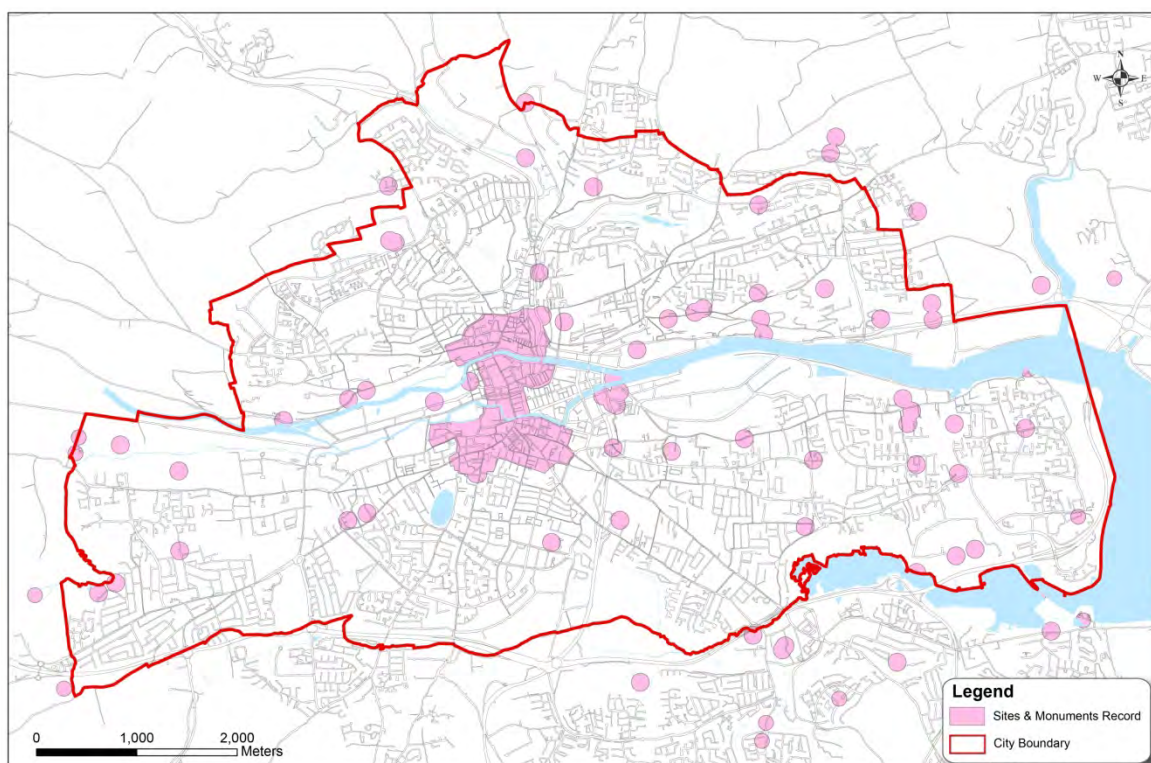 N
W E
S
Legend
Sites & Monuments Record
City Boundary
0 1,000 2,000
Meters